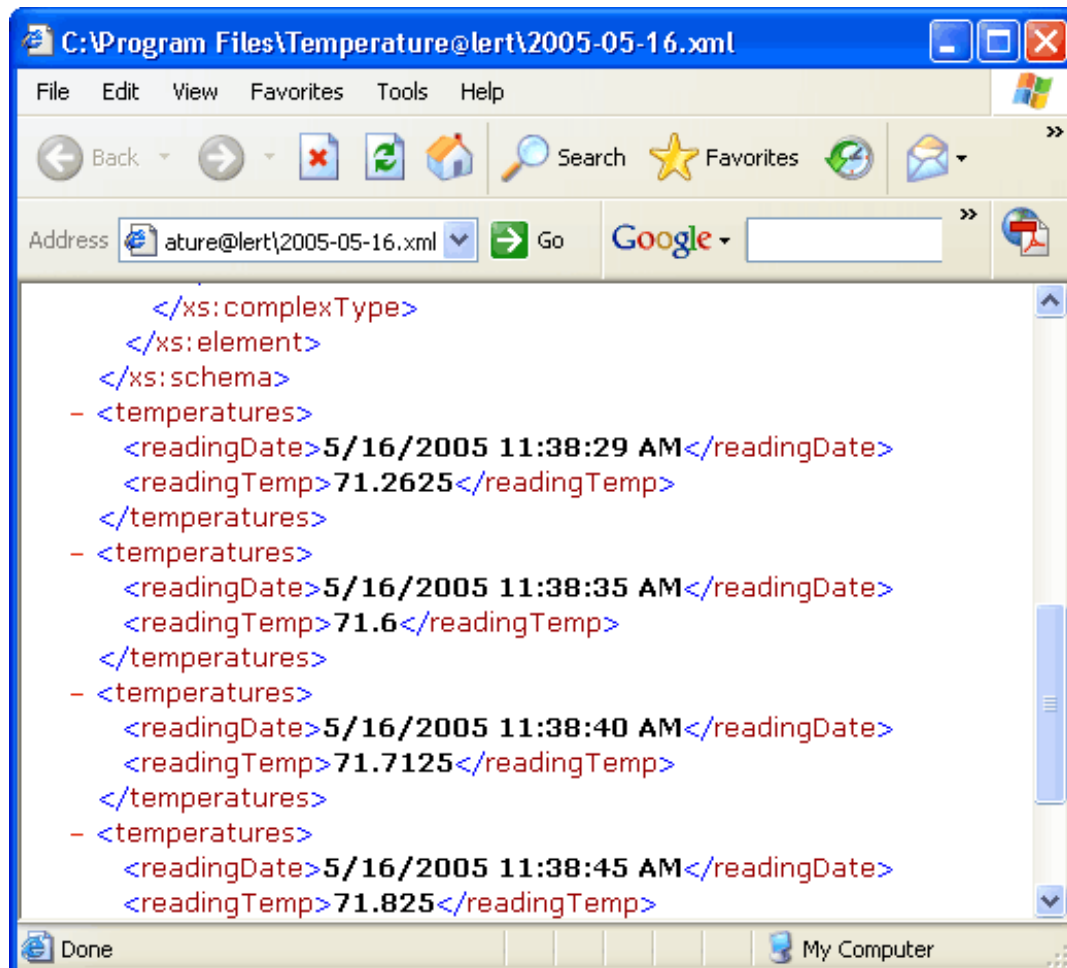 C:\Program Files\Temperature@lert\2005-05-16.xml
File Edit View Favorites Tools Help
Back Search Favorites »
Address ature@lert\2005-05-16.xml Go Google »
</xs:complexType>
</xs:element>
</xs:schema>
– <temperatures>
<readingDate>5/16/2005 11:38:29 AM</readingDate>
<readingTemp>71.2625</readingTemp>
</temperatures>
– <temperatures>
<readingDate>5/16/2005 11:38:35 AM</readingDate>
<readingTemp>71.6</readingTemp>
</temperatures>
– <temperatures>
<readingDate>5/16/2005 11:38:40 AM</readingDate>
<readingTemp>71.7125</readingTemp>
</temperatures>
– <temperatures>
<readingDate>5/16/2005 11:38:45 AM</readingDate>
<readingTemp>71.825</readingTemp>
Done My Computer